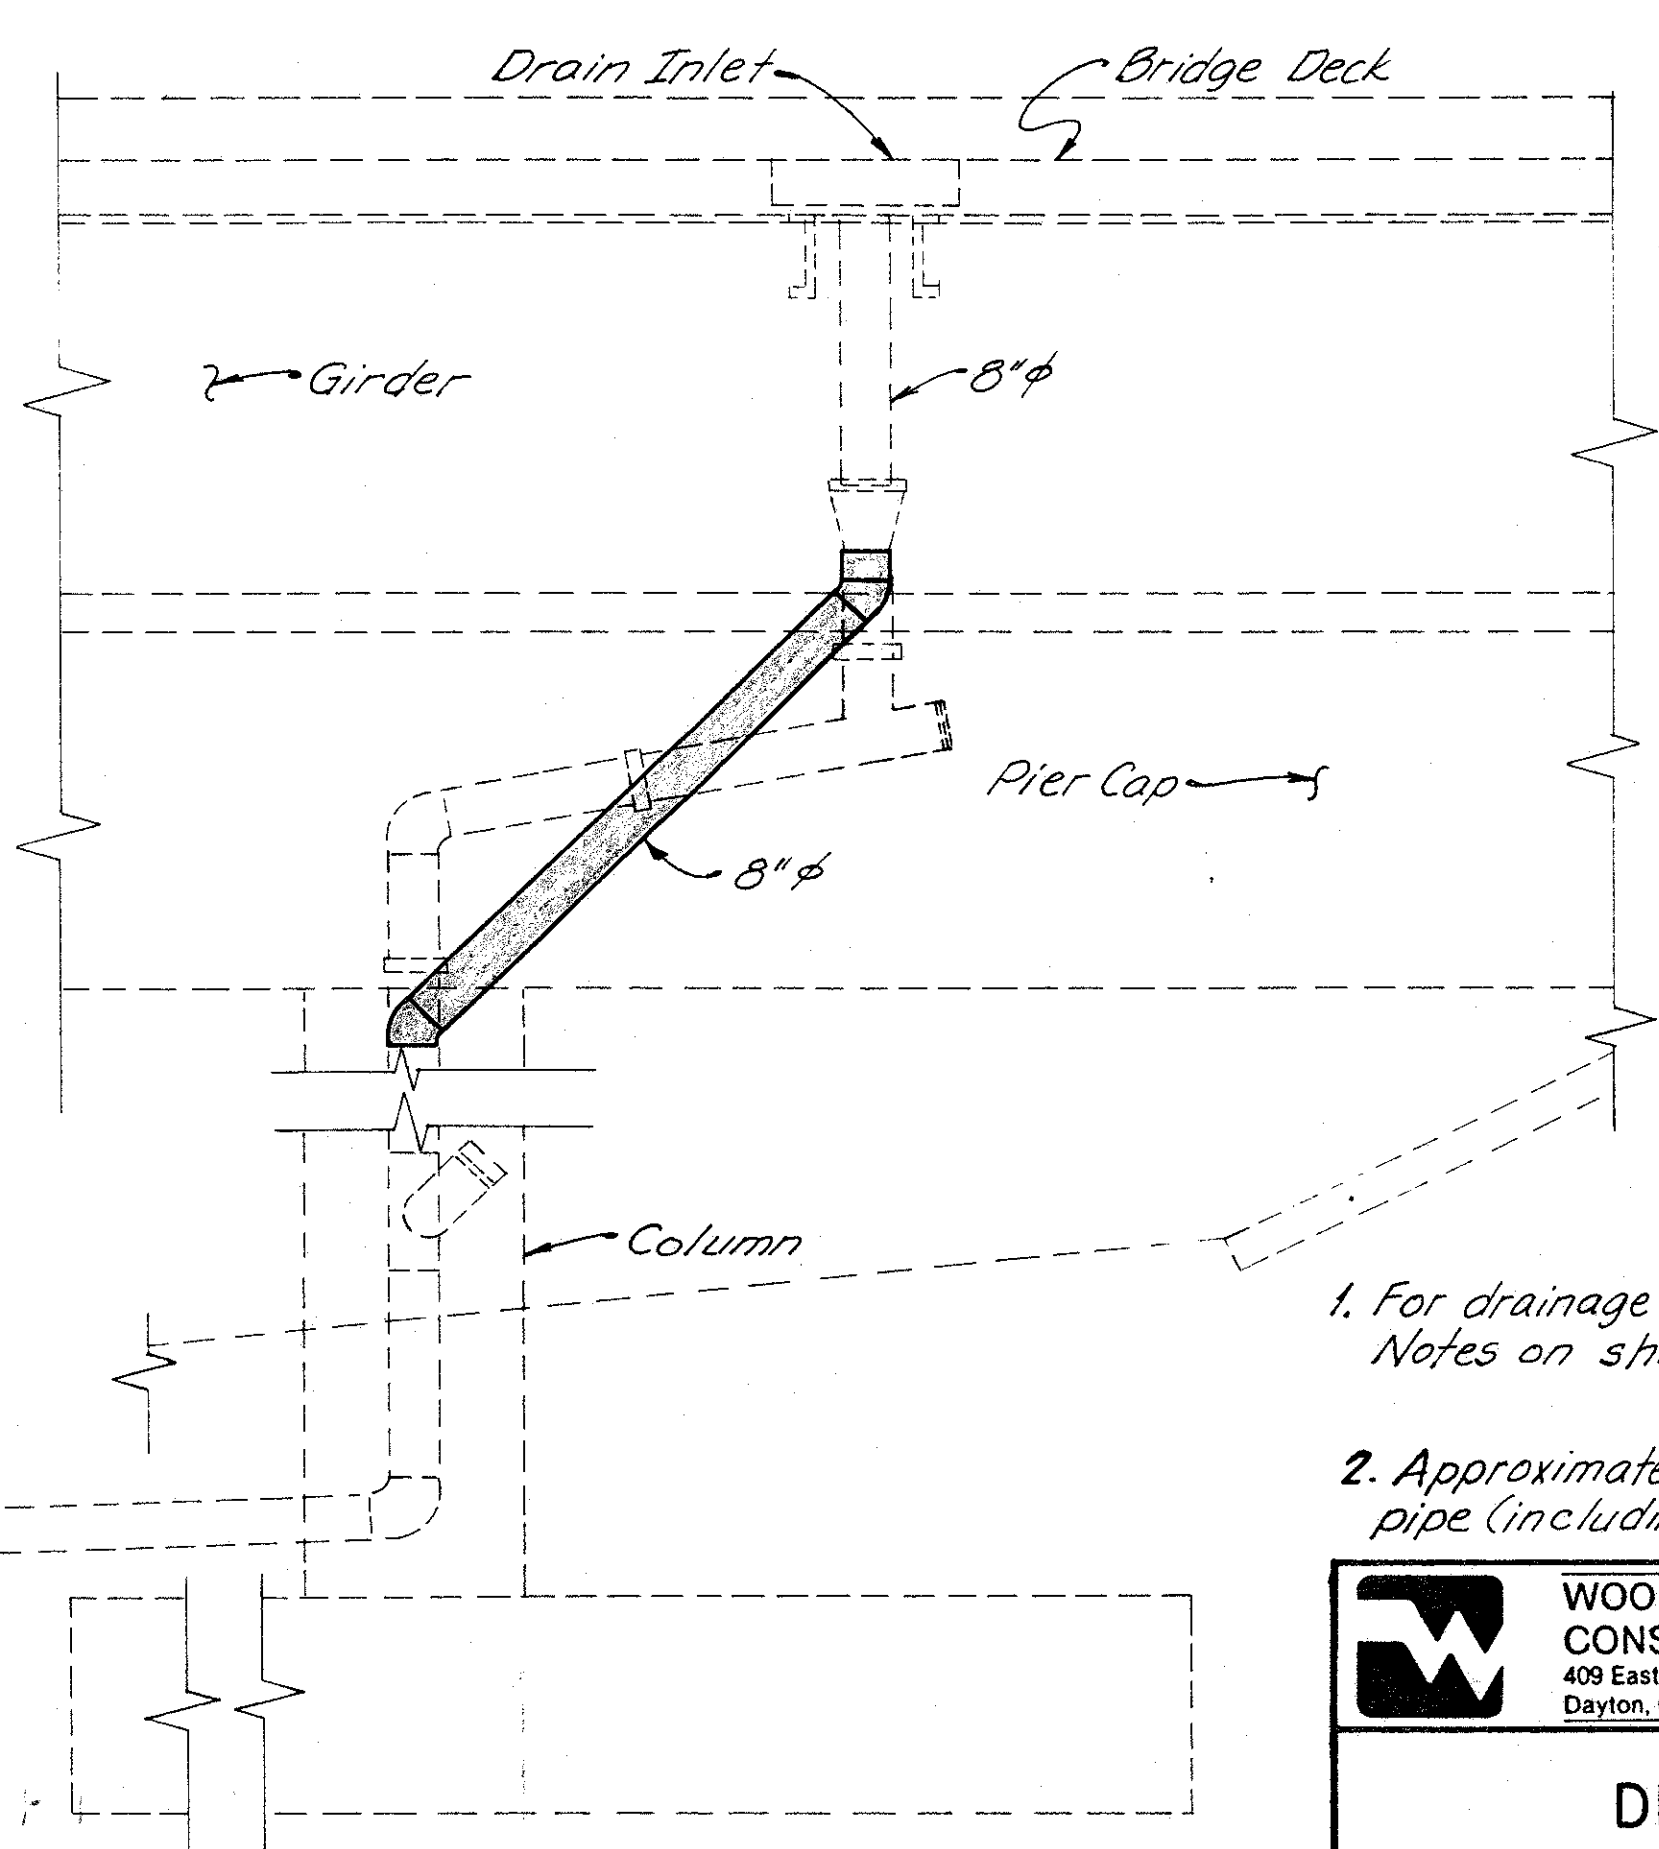 Drain Inlet
Bridge Deck
Girder
8"φ
Pier Cap
8"φ
Column
1. For drainage
Notes on sh
2. Approximate
pipe (includi
WOO
CONS
409 East
Dayton,
D